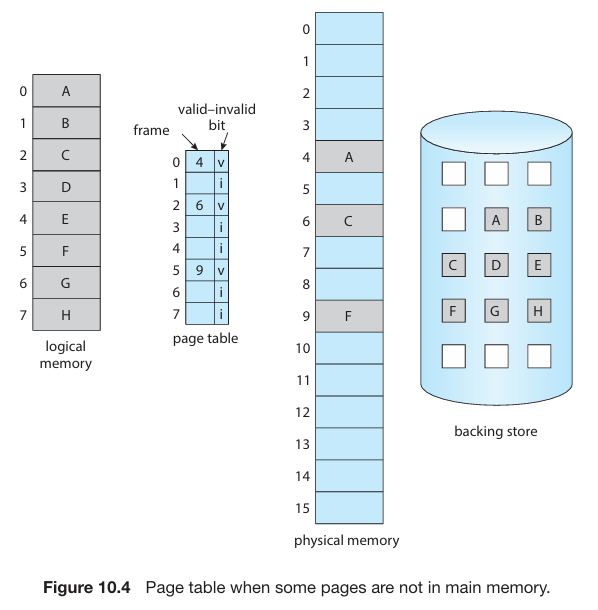 0 A
1 B
2 C
3 D
4 E
5 F
6 G
7 H
logical
memory
valid–invalid
bit
frame
0 4 v
1 i
2 6 v
3 i
4 i
5 9 v
6 i
7 i
page table
0
1
2
3
4 A
5
6 C
7
8
9 F
10
11
12
13
14
15
physical memory
A B
C D E
F G H
backing store
Figure 10.4 Page table when some pages are not in main memory.